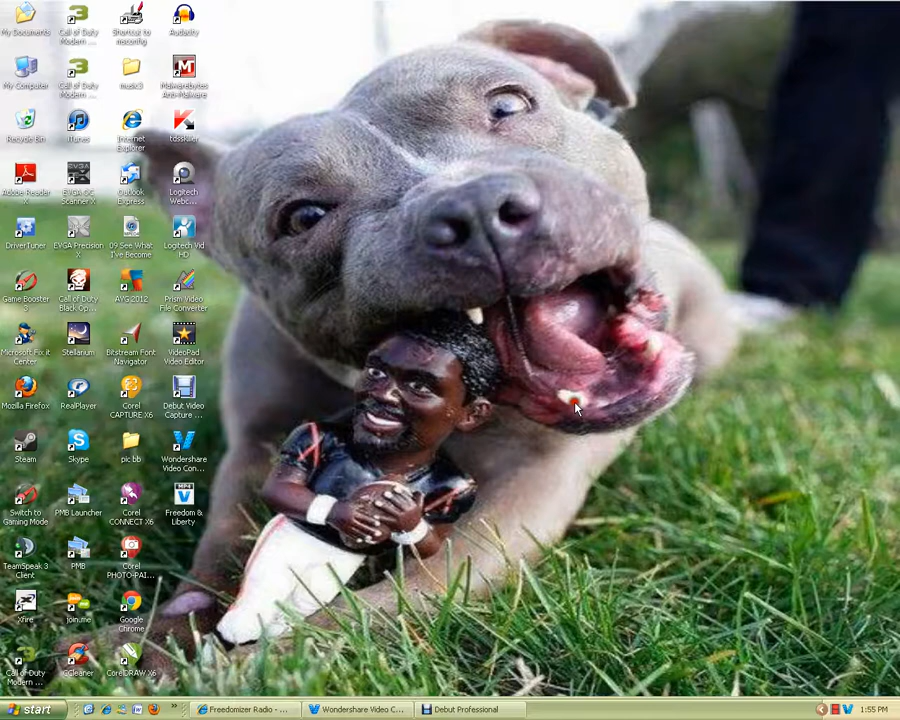 My Documents
Call of Duty
Modern ...
Shortcut to
msconfig
Audacity
My Computer
Call of Duty
Modern ...
music3
Malwarebytes
Anti-Malware
Recycle Bin
iTunes
Internet
Explorer
tdsskiller
Adobe Reader
X
EVGA OC
Scanner X
Outlook
Express
Logitech
Webc...
DriverTuner
EVGA Precision
X
09 See What
I've Become
Logitech Vid
HD
Game Booster
3
Call of Duty
Black Op...
AVG 2012
Prism Video
File Converter
Microsoft Fix it
Center
Stellarium
Bitstream Font
Navigator
VideoPad
Video Editor
Mozilla Firefox
RealPlayer
Corel
CAPTURE X6
Debut Video
Capture ...
Steam
Skype
pic bb
Wondershare
Video Con...
Switch to
Gaming Mode
PMB Launcher
Corel
CONNECT X6
MP4
Freedom &
Liberty
TeamSpeak 3
Client
PMB
Corel
PHOTO-PAI...
Xfire
join.me
Google
Chrome
Call of Duty
Modern ...
CCleaner
CorelDRAW X6
start
Freedomizer Radio - ...
Wondershare Video C...
Debut Professional
1:55 PM